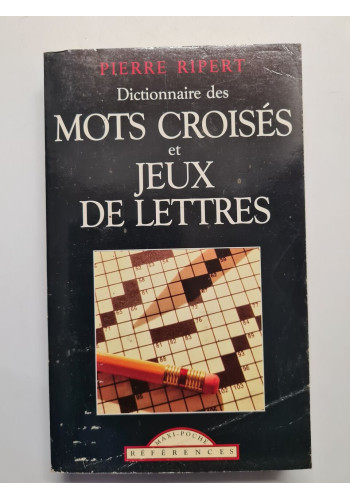 PIERRE RIPERT
Dictionnaire des
MOTS CROISÉS
et
JEUX
DE LETTRES
MAXI-POCHE
RÉFÉRENCES